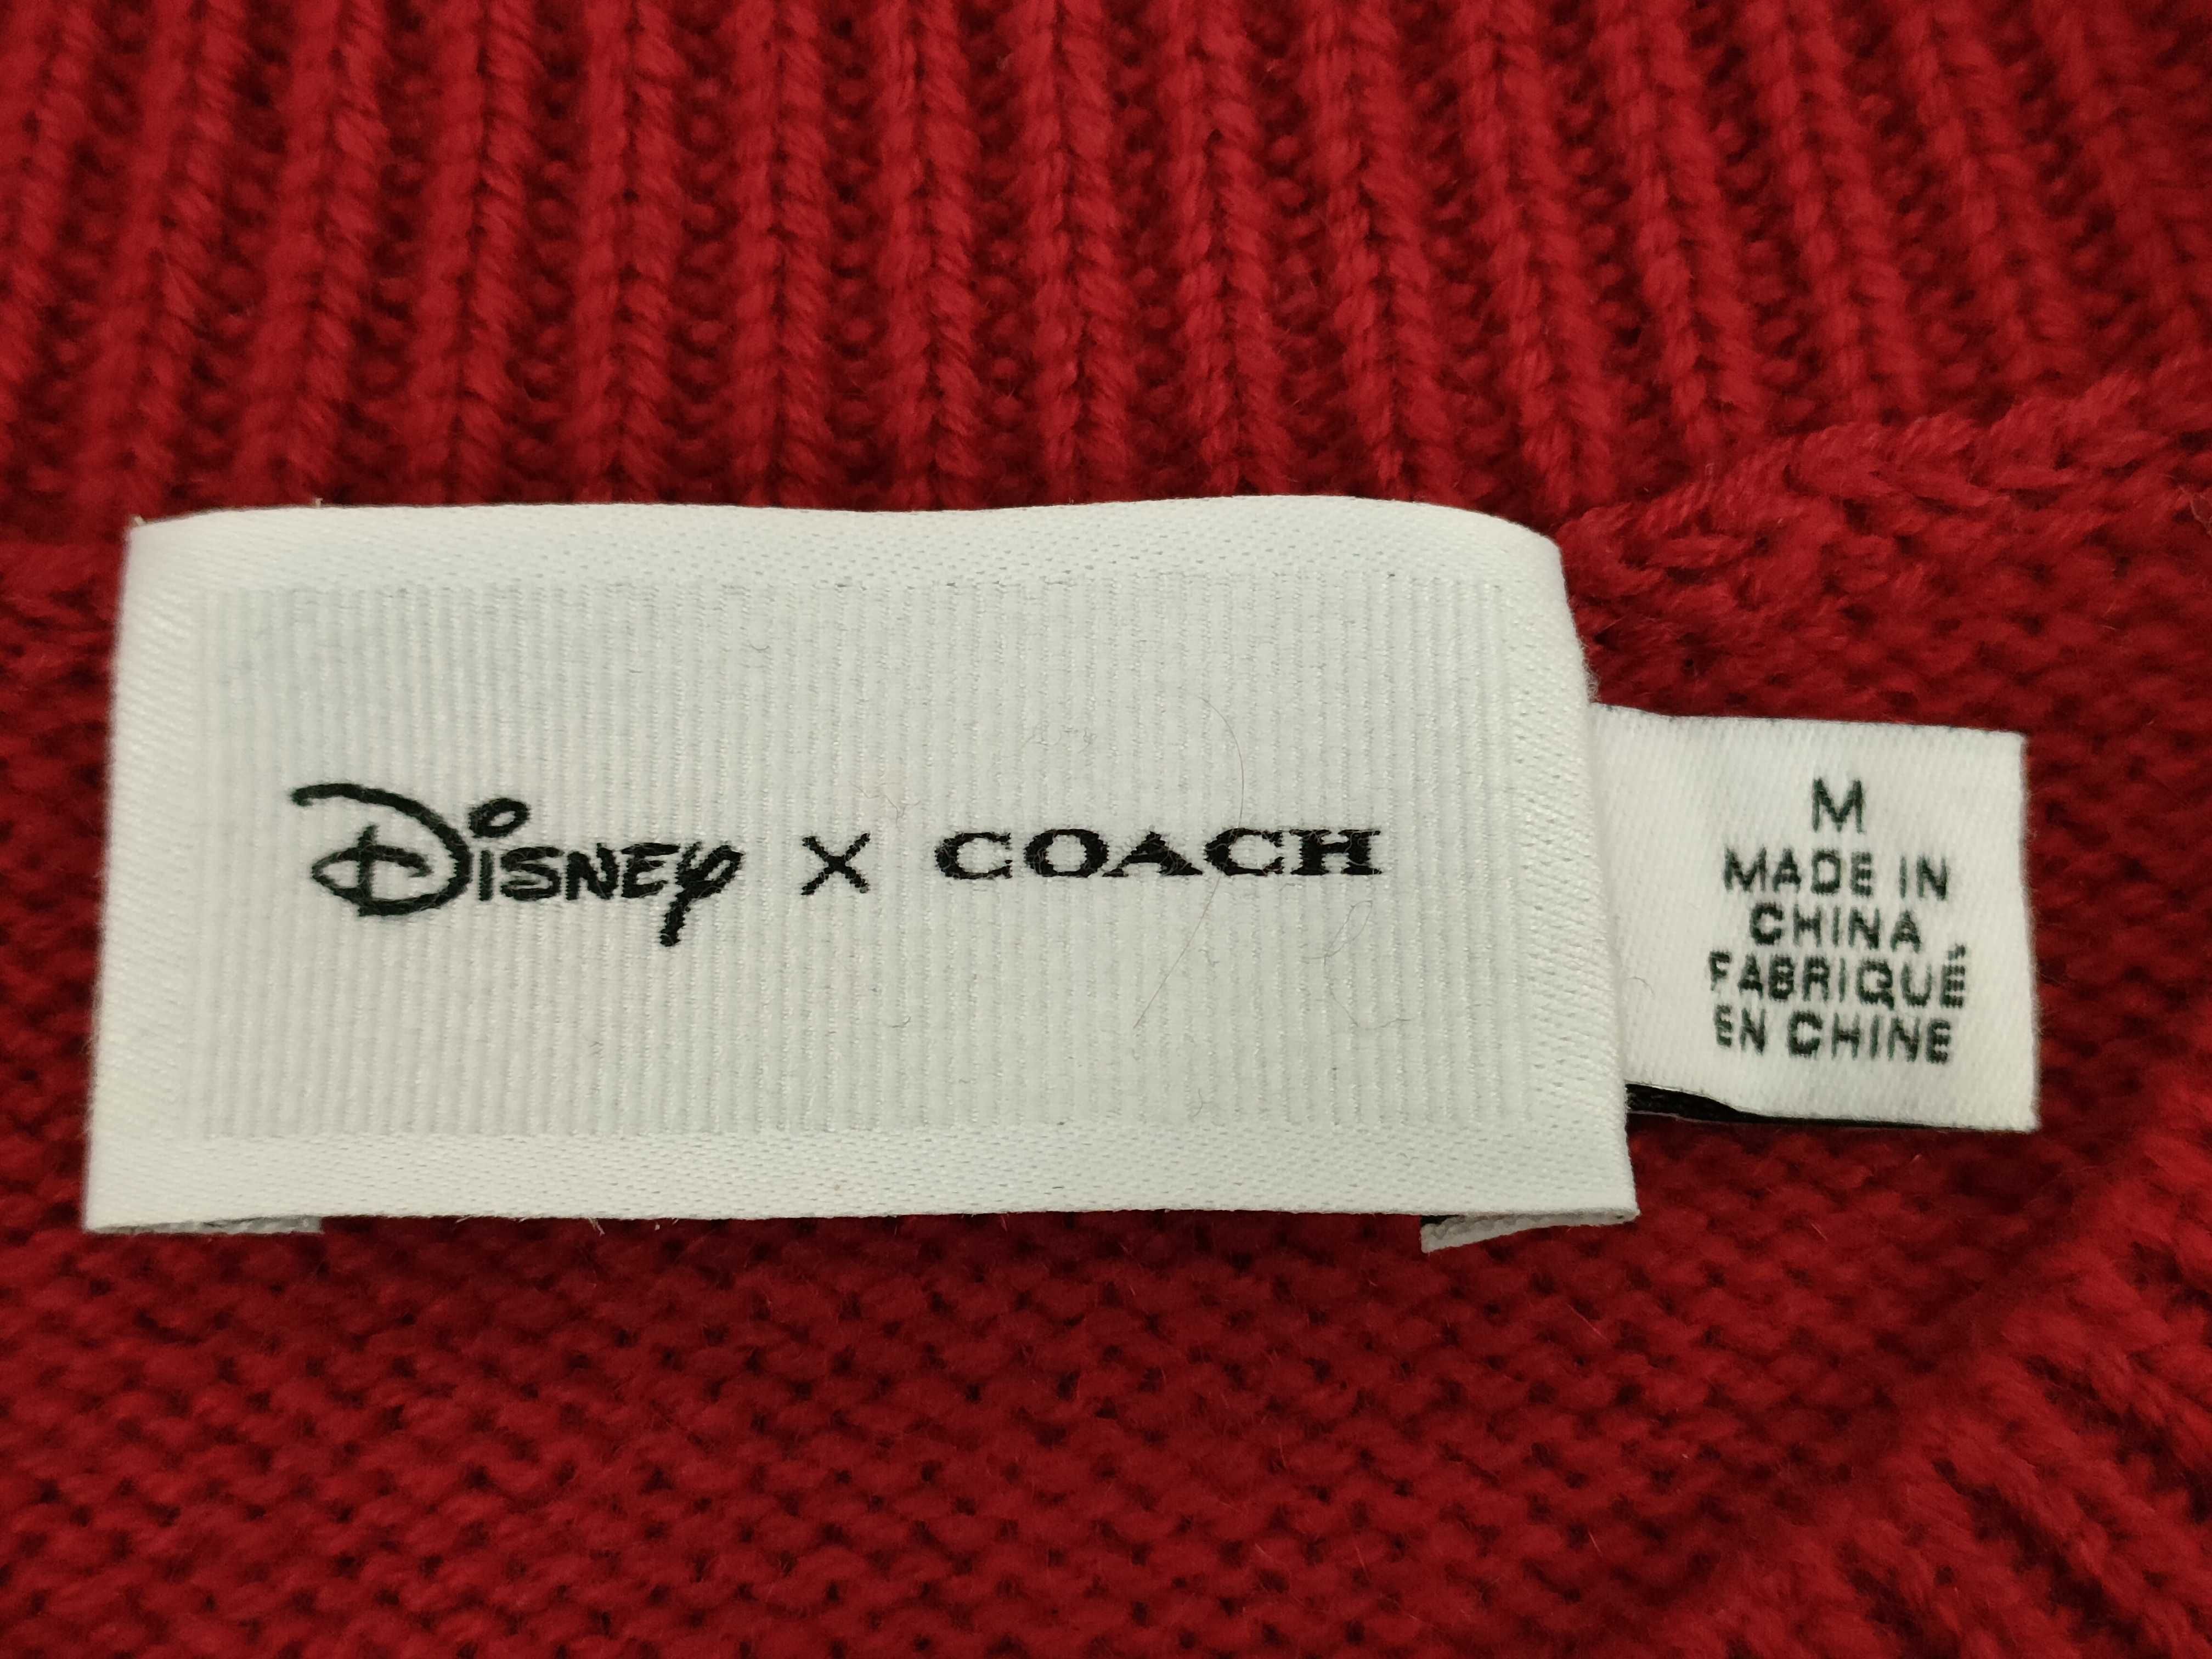 Disney x COACH
M
MADE IN
CHINA
FABRIQUÉ
EN CHINE